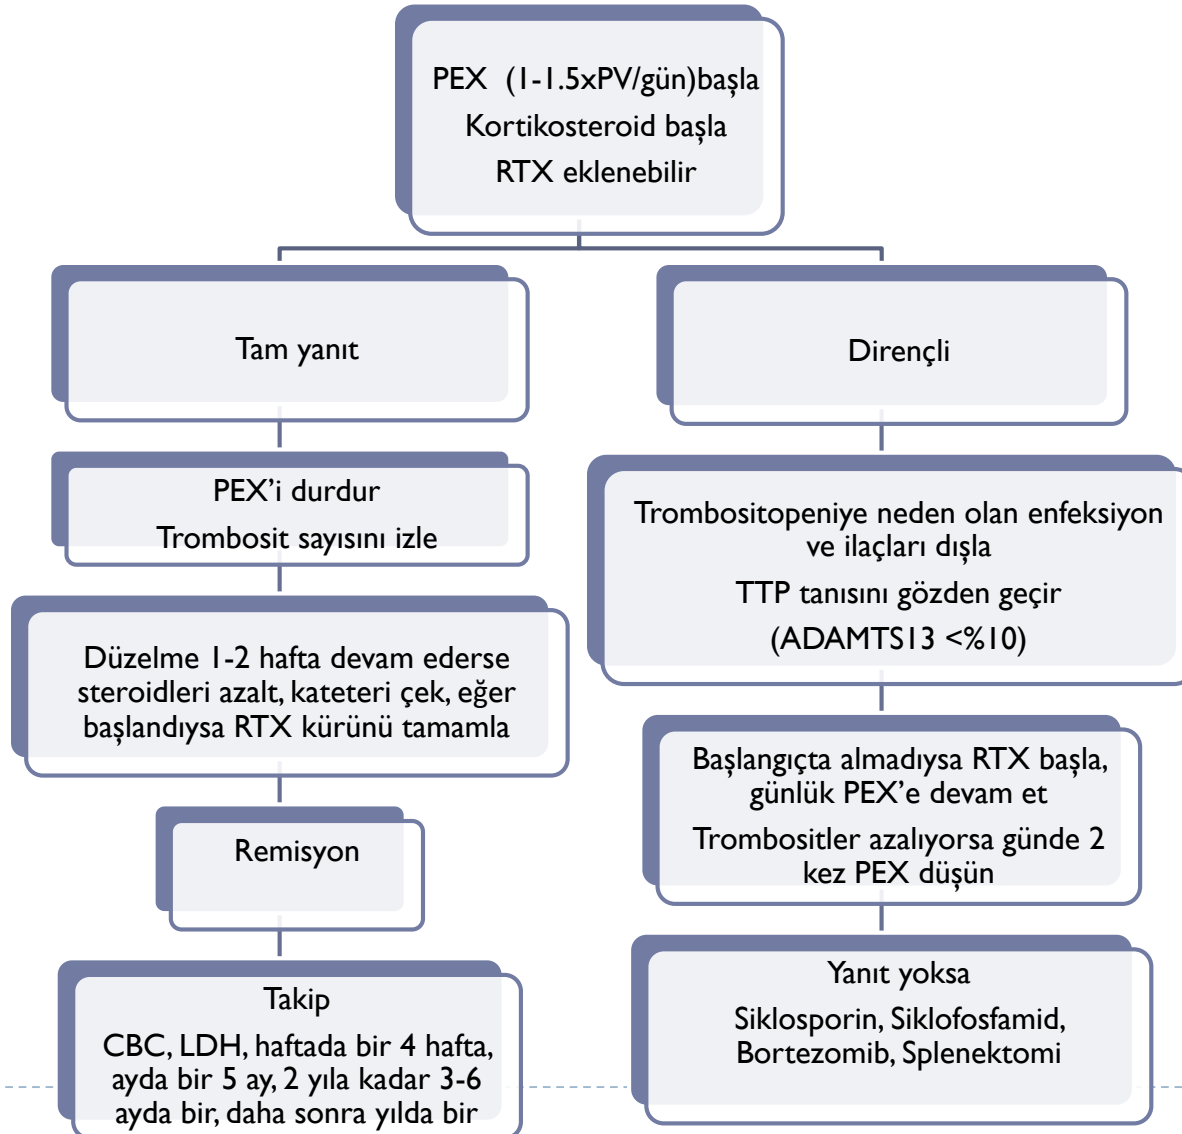 PEX (1-1.5xPV/gün)başla
Kortikosteroid başla
RTX eklenebilir
Tam yanıt
PEX’i durdur
Trombosit sayısını izle
Düzelme 1-2 hafta devam ederse
steroidleri azalt, kateteri çek, eğer
başlandıysa RTX kürünü tamamla
Remisyon
Takip
CBC, LDH, haftada bir 4 hafta,
ayda bir 5 ay, 2 yıla kadar 3-6
ayda bir, daha sonra yılda bir
Dirençli
Trombositopeniye neden olan enfeksiyon
ve ilaçları dışla
TTP tanısını gözden geçir
(ADAMTS13 <%10)
Başlangıçta almadıysa RTX başla,
günlük PEX’e devam et
Trombositler azalıyorsa günde 2
kez PEX düşün
Yanıt yoksa
Siklosporin, Siklofosfamid,
Bortezomib, Splenektomi